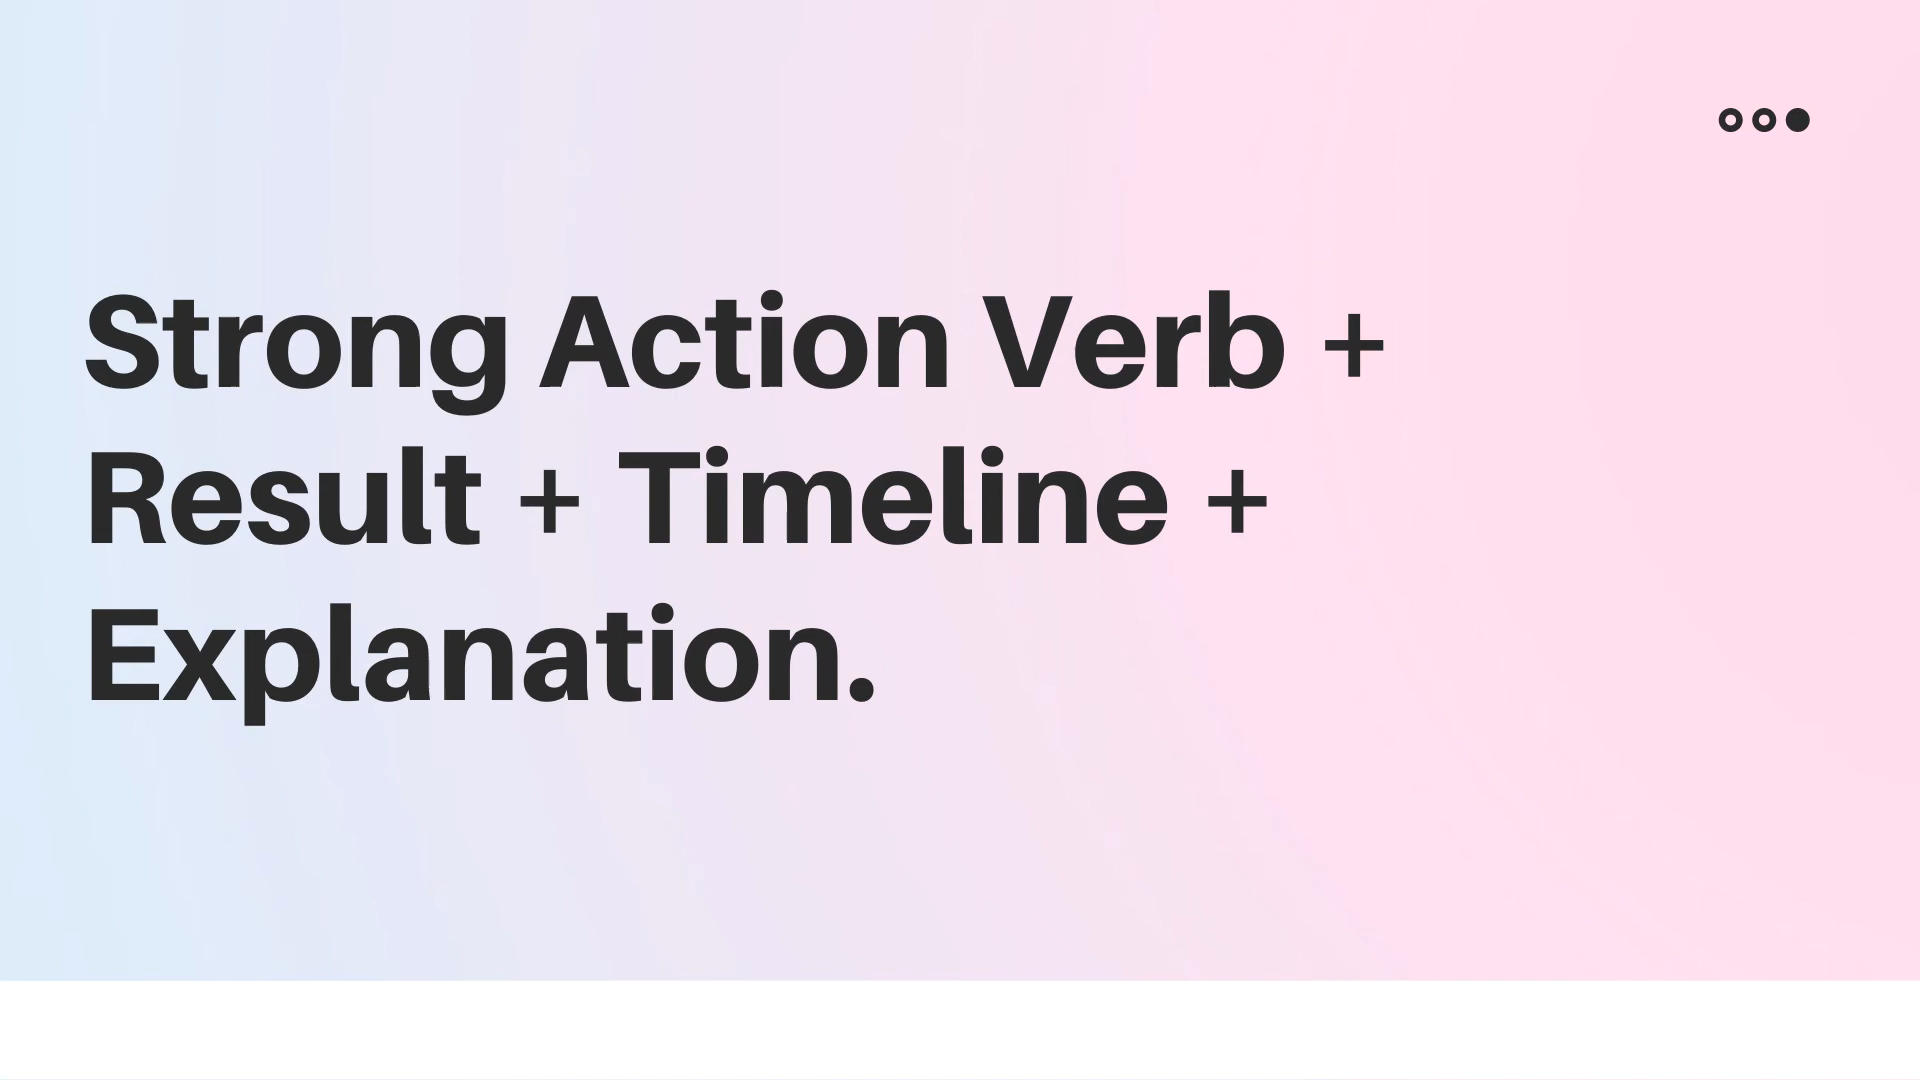 Strong Action Verb +
Result + Timeline +
Explanation.